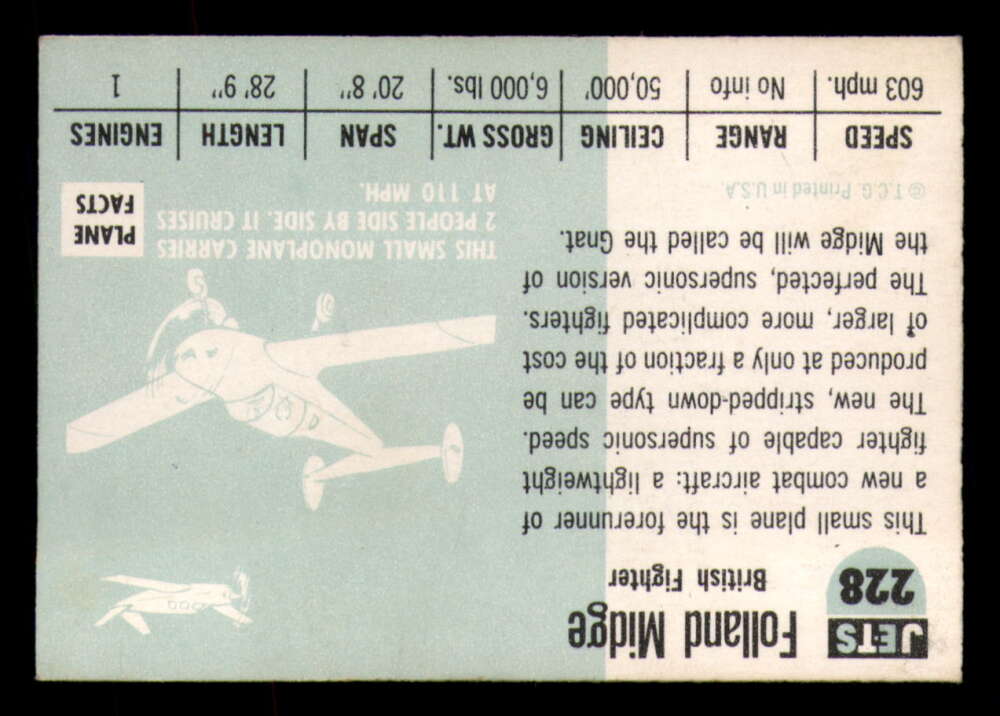 JETS
228
Folland Midge
British Fighter
This small plane is the forerunner of
a new combat aircraft: a lightweight
fighter capable of supersonic speed.
The new, stripped-down type can be
produced at only a fraction of the cost
of larger, more complicated fighters.
The perfected, supersonic version of
the Midge will be called the Gnat.
© T.C.G. Printed in U.S.A.
PLANE
FACTS
THIS SMALL MONOPLANE CARRIES
2 PEOPLE SIDE BY SIDE. IT CRUISES
AT 110 MPH.
SPEED RANGE CEILING GROSS WT. SPAN LENGTH ENGINES
603 mph. No info 50,000' 6,000 lbs. 20' 8" 28' 9" 1